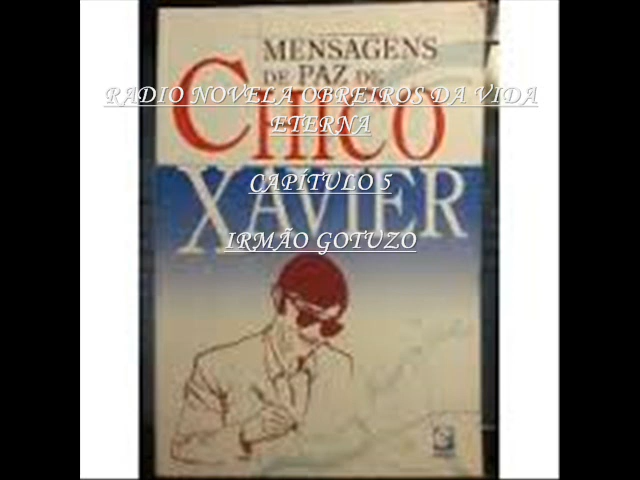 MENSAGENS
DE PAZ DE
CHICO
XAVIER
RADIO NOVELA OBREIROS DA VIDA
ETERNA
CAPÍTULO 5
IRMÃO GOTUZO